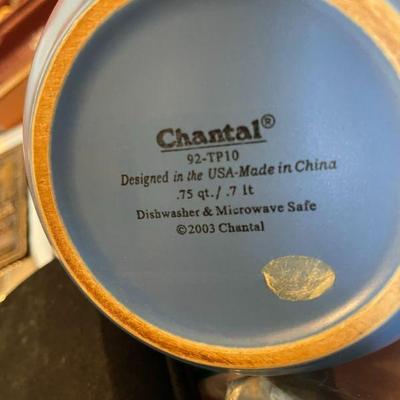 Chantal®
92-TP10
Designed in the USA-Made in China
.75 qt./ .7 lt
Dishwasher & Microwave Safe
©2003 Chantal